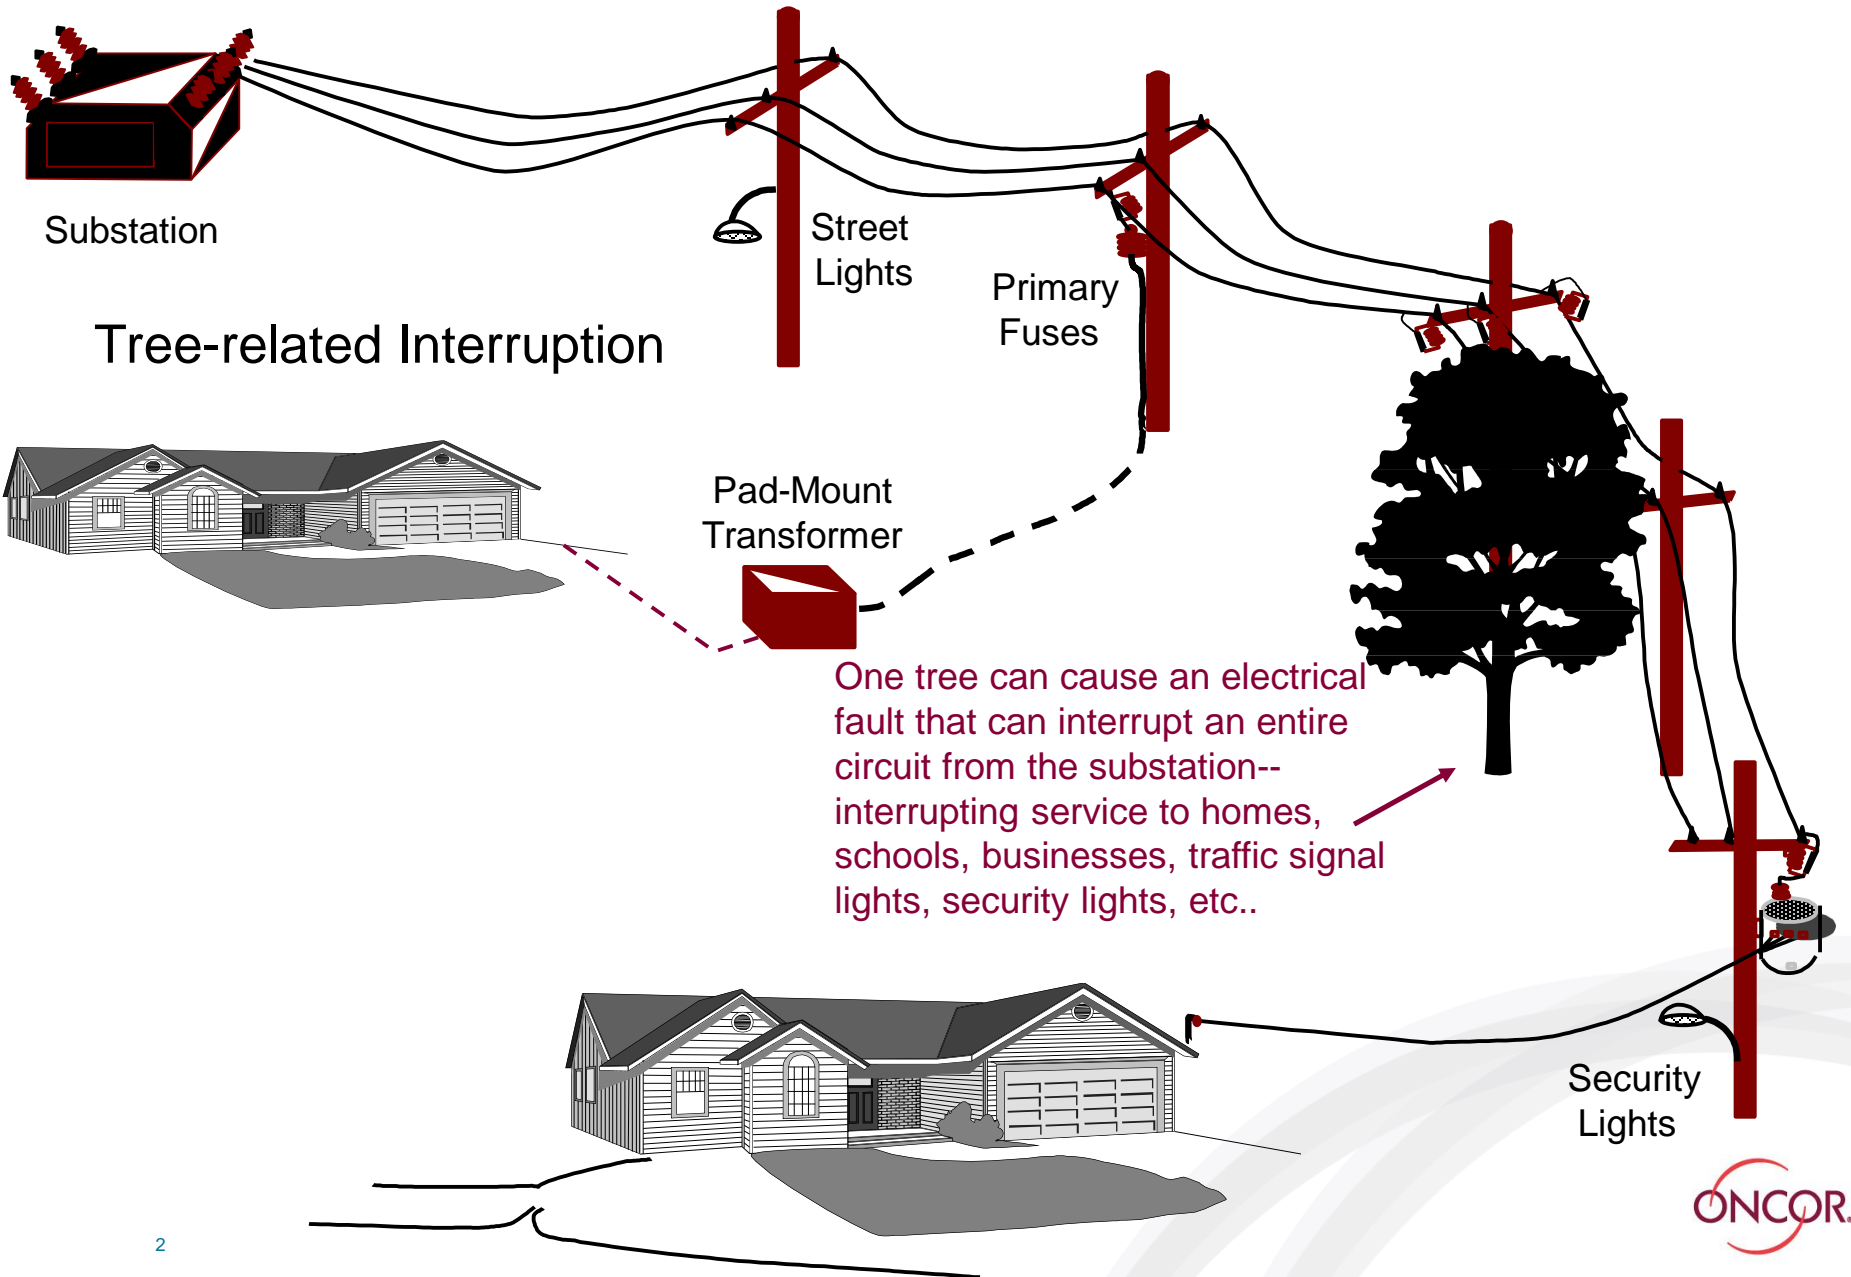 Substation
Street
Lights
Primary
Fuses
Tree-related Interruption
Pad-Mount
Transformer
One tree can cause an electrical
fault that can interrupt an entire
circuit from the substation--
interrupting service to homes,
schools, businesses, traffic signal
lights, security lights, etc..
Security
Lights
ONCOR.
2